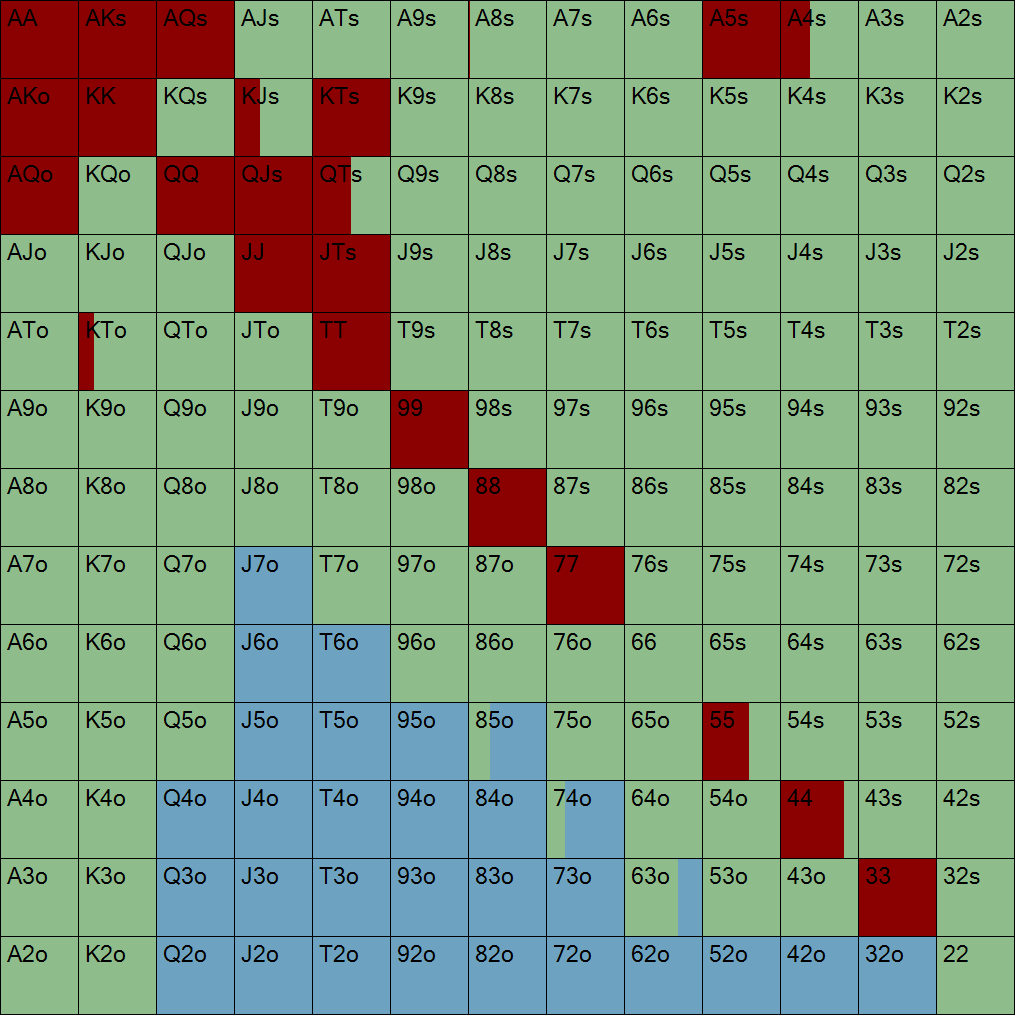 AA AKs AQs AJs ATs A9s A8s A7s A6s A5s A4s A3s A2s
AKo KK KQs KJs KTs K9s K8s K7s K6s K5s K4s K3s K2s
AQo KQo QQ QJs QTs Q9s Q8s Q7s Q6s Q5s Q4s Q3s Q2s
AJo KJo QJo JJ JTs J9s J8s J7s J6s J5s J4s J3s J2s
ATo KTo QTo JTo TT T9s T8s T7s T6s T5s T4s T3s T2s
A9o K9o Q9o J9o T9o 99 98s 97s 96s 95s 94s 93s 92s
A8o K8o Q8o J8o T8o 98o 88 87s 86s 85s 84s 83s 82s
A7o K7o Q7o J7o T7o 97o 87o 77 76s 75s 74s 73s 72s
A6o K6o Q6o J6o T6o 96o 86o 76o 66 65s 64s 63s 62s
A5o K5o Q5o J5o T5o 95o 85o 75o 65o 55 54s 53s 52s
A4o K4o Q4o J4o T4o 94o 84o 74o 64o 54o 44 43s 42s
A3o K3o Q3o J3o T3o 93o 83o 73o 63o 53o 43o 33 32s
A2o K2o Q2o J2o T2o 92o 82o 72o 62o 52o 42o 32o 22